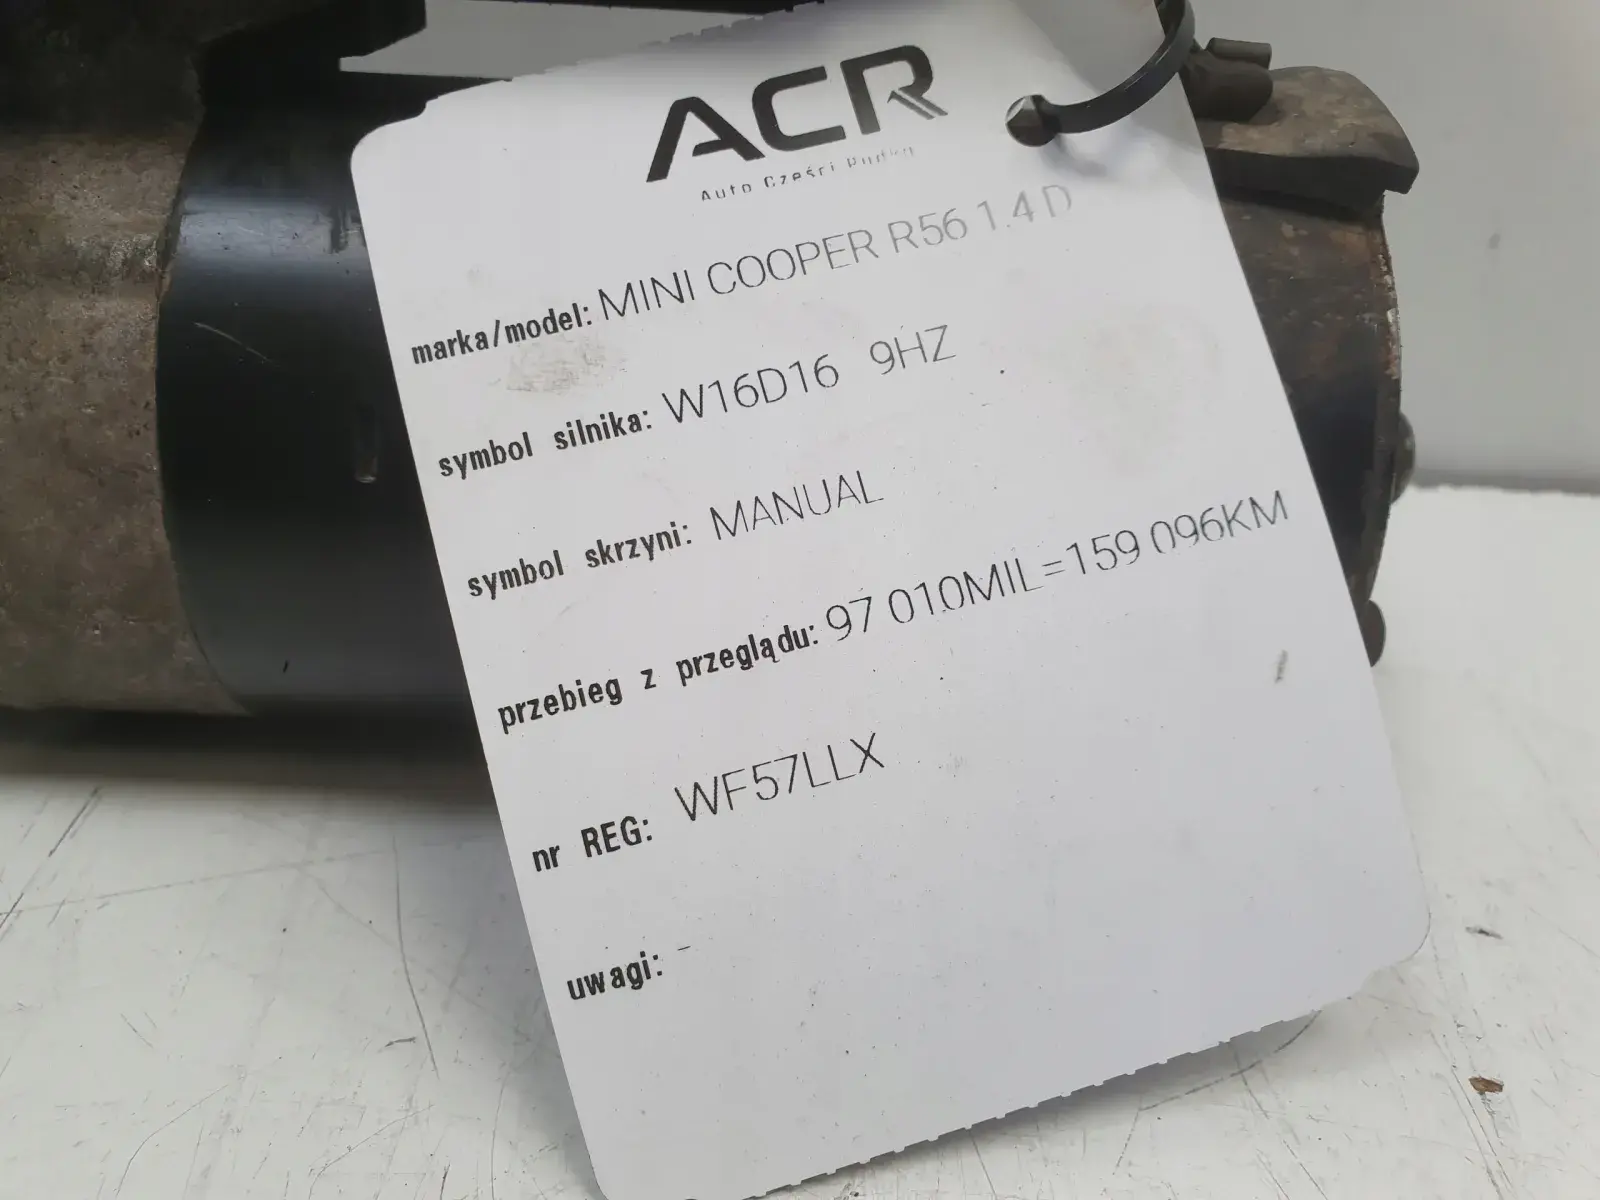 ACR
Auto Części Rudka
marka/model: MINI COOPER R56 1.4 D
symbol silnika: W16D16 9HZ
symbol skrzyni: MANUAL
przebieg z przeglądu: 97 010MIL=159 096KM
nr REG: WF57LLX
uwagi: -